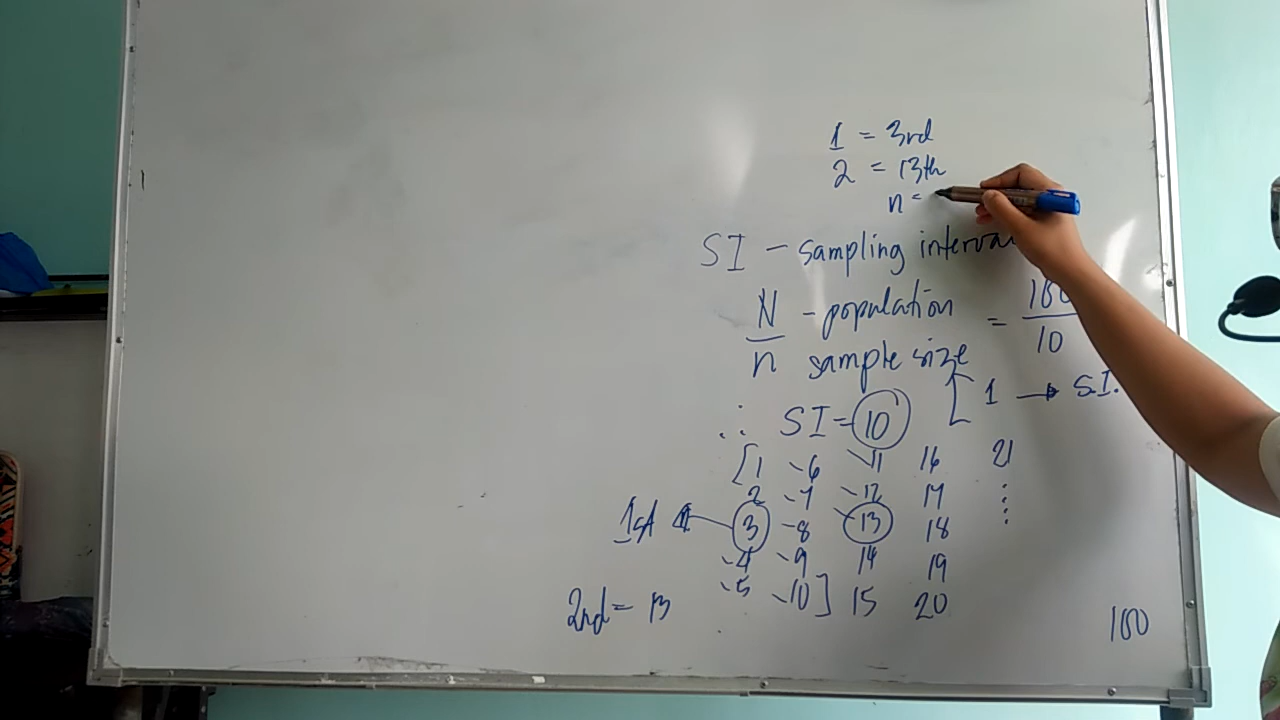 1 = 3rd
2 = 13th
n =
SI - sampling interval
N - population = 100
n sample size 10
∴ SI = 10 [ 1 → S.I.
[1 -6 11 16 21
2 -7 12 17 ⋮
1st ← 3 -8 13 18
-4 -9 14 19
-5 -10] 15 20
2nd = 13
100